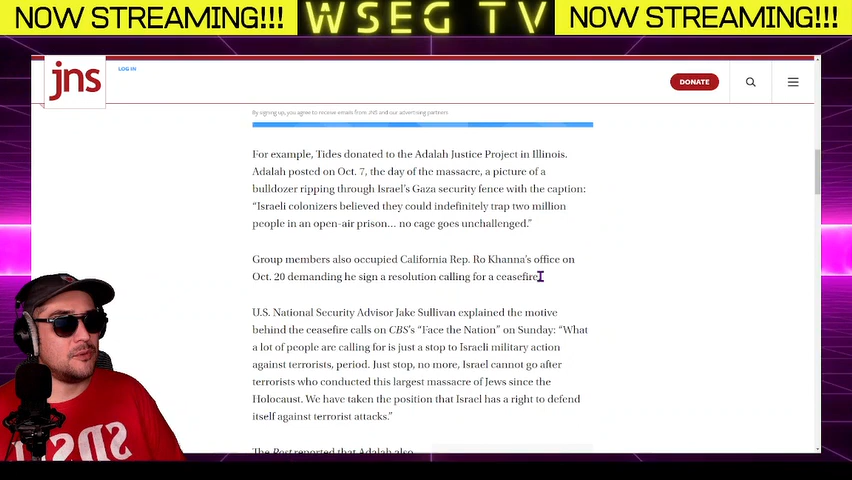 NOW STREAMING!!!
WSEG TV
NOW STREAMING!!!
jns
LOG IN
DONATE
By signing up, you agree to receive emails from JNS and our advertising partners
For example, Tides donated to the Adalah Justice Project in Illinois.
Adalah posted on Oct. 7, the day of the massacre, a picture of a
bulldozer ripping through Israel’s Gaza security fence with the caption:
“Israeli colonizers believed they could indefinitely trap two million
people in an open-air prison… no cage goes unchallenged.”
Group members also occupied California Rep. Ro Khanna’s office on
Oct. 20 demanding he sign a resolution calling for a ceasefire
U.S. National Security Advisor Jake Sullivan explained the motive
behind the ceasefire calls on CBS’s “Face the Nation” on Sunday: “What
a lot of people are calling for is just a stop to Israeli military action
against terrorists, period. Just stop, no more, Israel cannot go after
terrorists who conducted this largest massacre of Jews since the
Holocaust. We have taken the position that Israel has a right to defend
itself against terrorist attacks.”
The Post reported that Adalah also